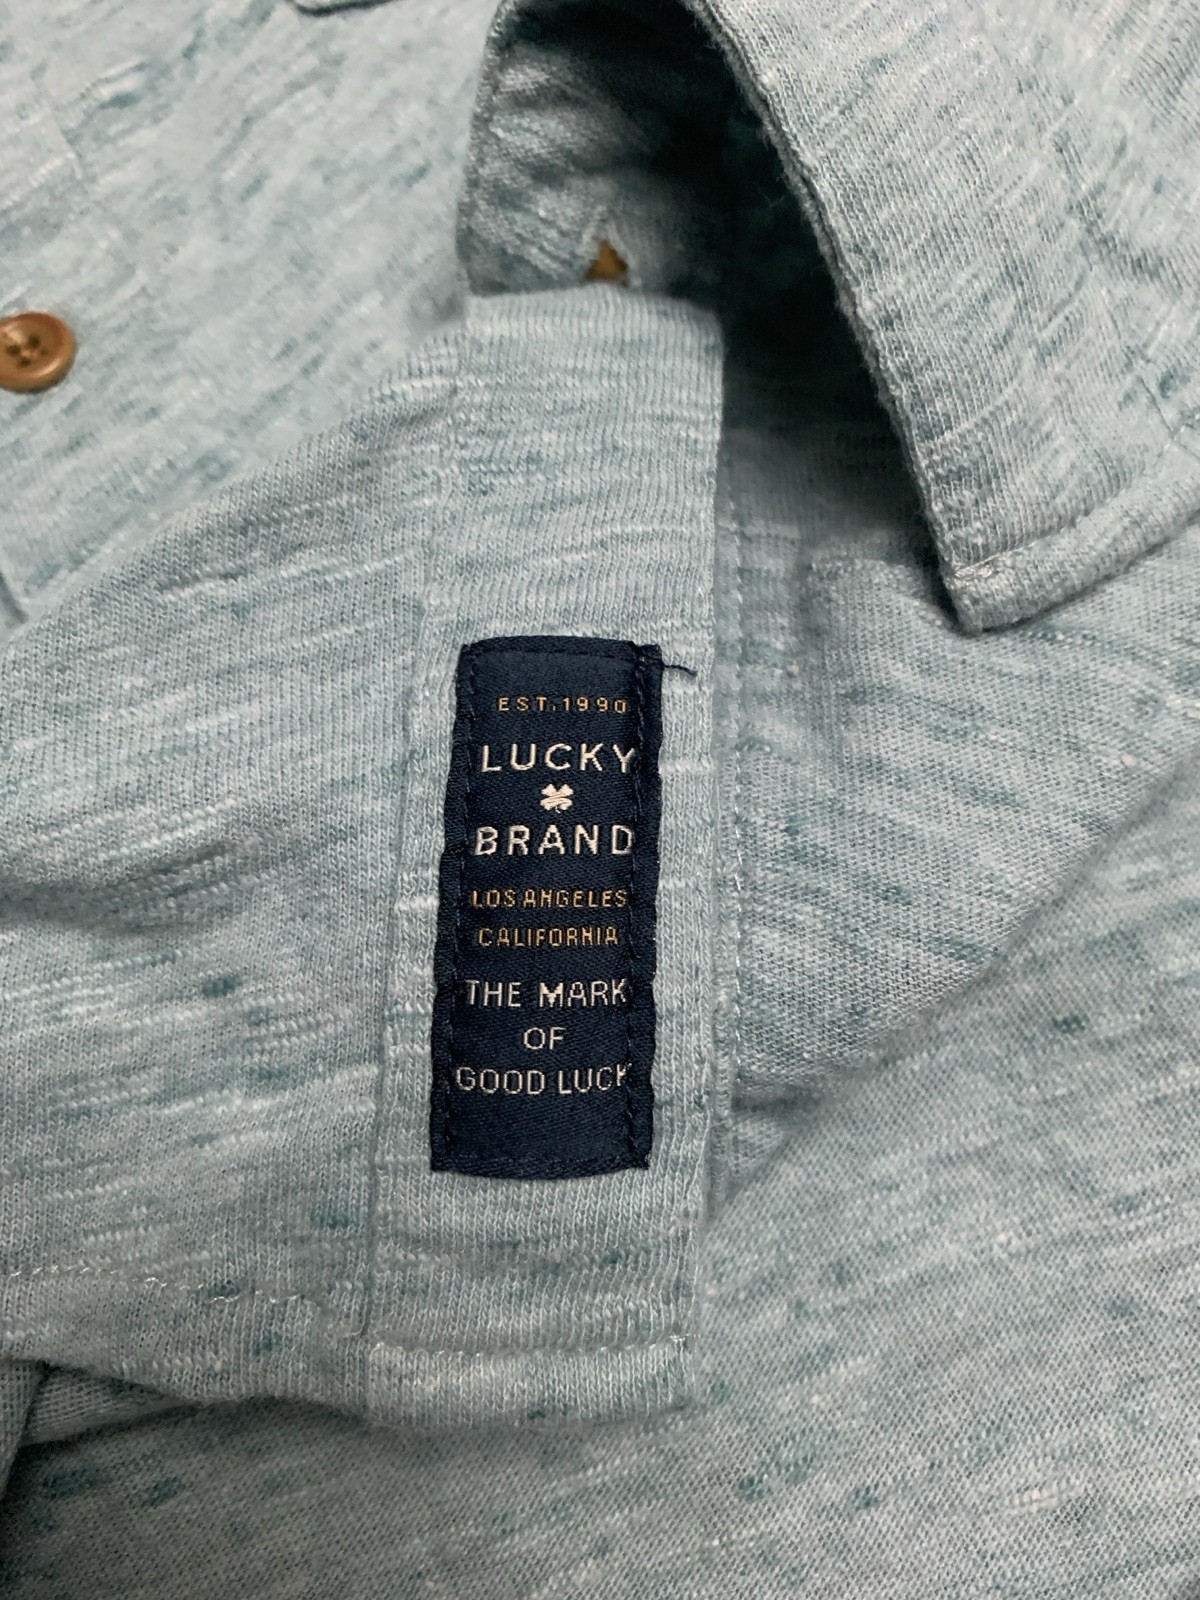 EST. 1990
LUCKY
BRAND
LOS ANGELES
CALIFORNIA
THE MARK
OF
GOOD LUCK